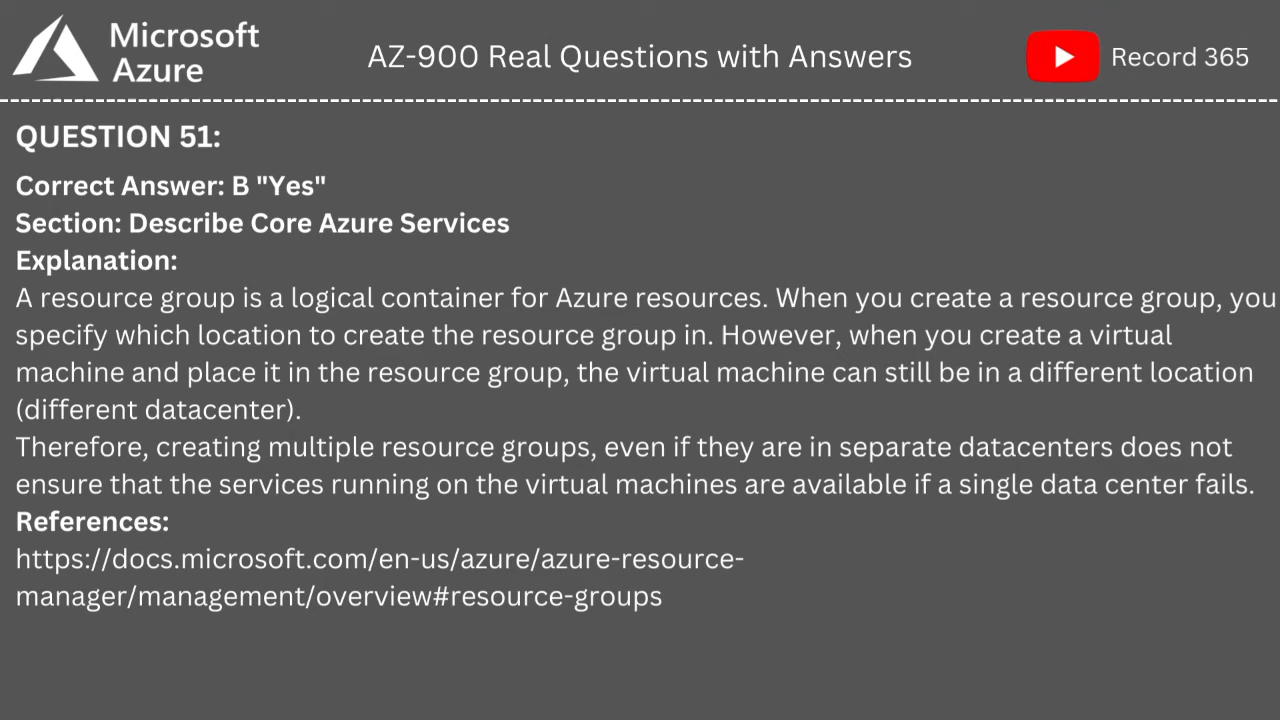 Microsoft
Azure
AZ-900 Real Questions with Answers
Record 365
QUESTION 51:
Correct Answer: B "Yes"
Section: Describe Core Azure Services
Explanation:
A resource group is a logical container for Azure resources. When you create a resource group, you
specify which location to create the resource group in. However, when you create a virtual
machine and place it in the resource group, the virtual machine can still be in a different location
(different datacenter).
Therefore, creating multiple resource groups, even if they are in separate datacenters does not
ensure that the services running on the virtual machines are available if a single data center fails.
References:
https://docs.microsoft.com/en-us/azure/azure-resource-
manager/management/overview#resource-groups